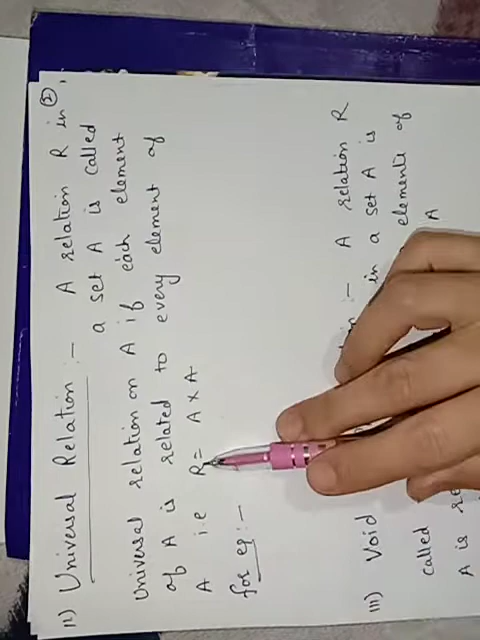 ②
11) Universal Relation :- A relation R in
a set A is called
Universal relation on A if each element
of A is related to every element of
A i.e R = A × A
for eg:-
III) Void :- A relation R
in a set A is
called elements of
A is A